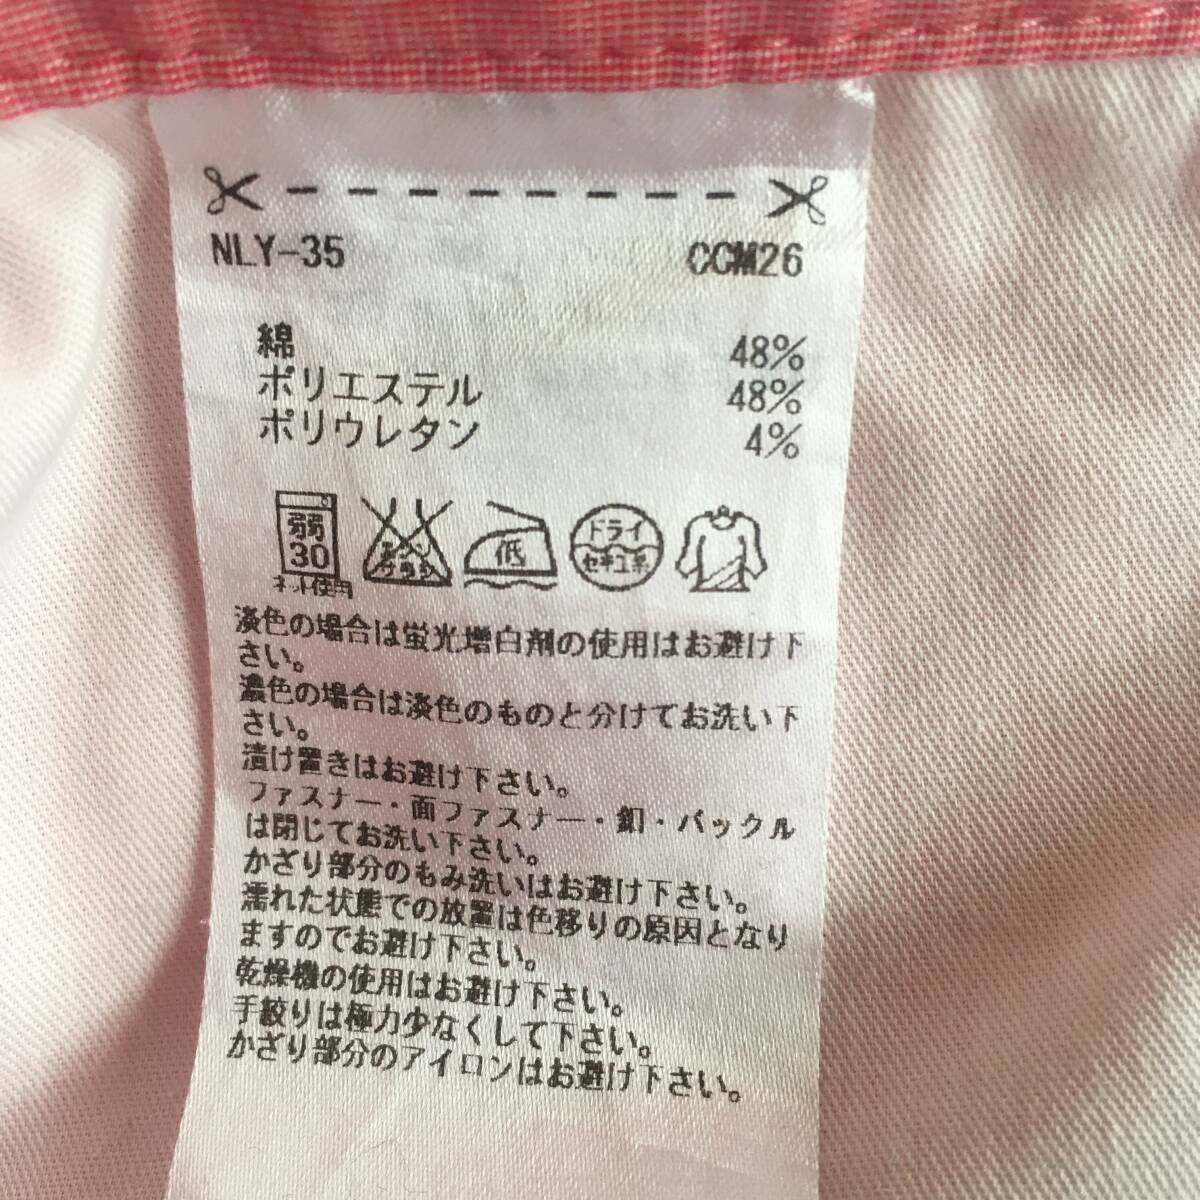 NLY-35 CCM26
綿 48%
ポリエステル 48%
ポリウレタン 4%
弱 30 ネット使用 エンソ サラシ 低 ドライ セキユ系
淡色の場合は蛍光増白剤の使用はお避け下
さい。
濃色の場合は淡色のものと分けてお洗い下
さい。
漬け置きはお避け下さい。
ファスナー・面ファスナー・釦・バックル
は閉じてお洗い下さい。
かざり部分のもみ洗いはお避け下さい。
濡れた状態での放置は色移りの原因となり
ますのでお避け下さい。
乾燥機の使用はお避け下さい。
手絞りは極力少なくして下さい。
かざり部分のアイロンはお避け下さい。